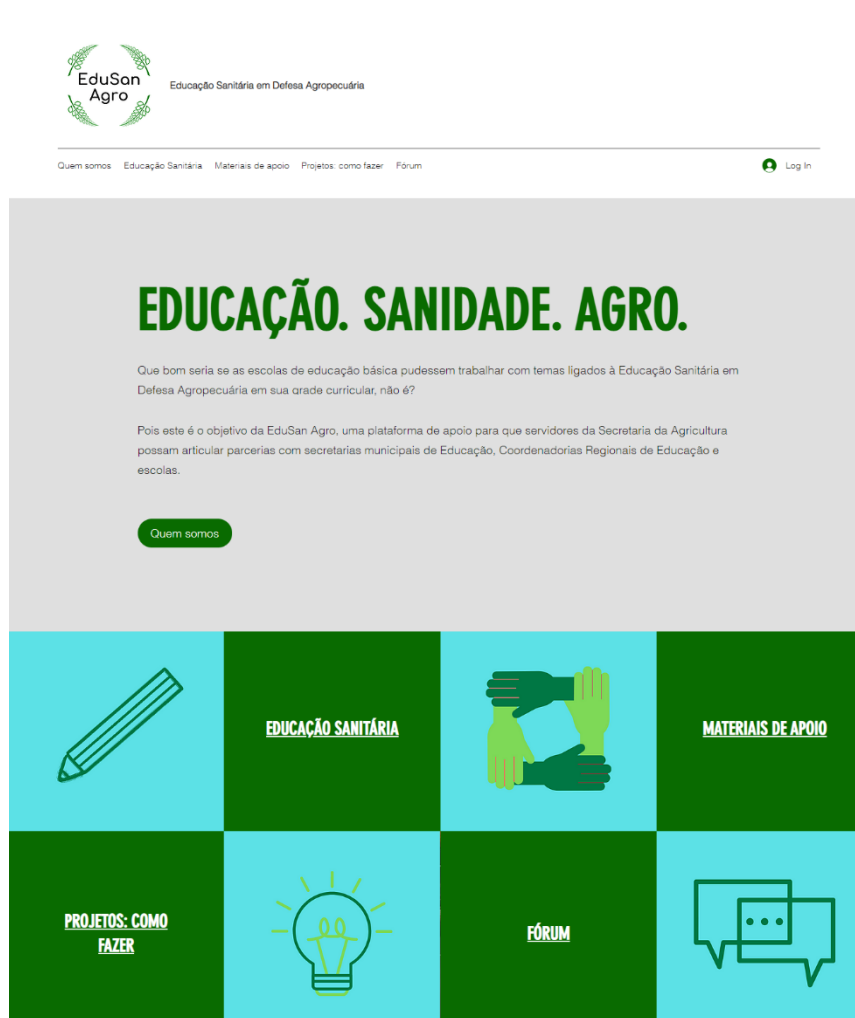 EduSan
Agro
Educação Sanitária em Defesa Agropecuária
Quem somos Educação Sanitária Materiais de apoio Projetos: como fazer Fórum Log In
EDUCAÇÃO. SANIDADE. AGRO.
Que bom seria se as escolas de educação básica pudessem trabalhar com temas ligados à Educação Sanitária em
Defesa Agropecuária em sua grade curricular, não é?
Pois este é o objetivo da EduSan Agro, uma plataforma de apoio para que servidores da Secretaria da Agricultura
possam articular parcerias com secretarias municipais de Educação, Coordenadorias Regionais de Educação e
escolas.
Quem somos
EDUCAÇÃO SANITÁRIA
MATERIAIS DE APOIO
PROJETOS: COMO
FAZER
FÓRUM